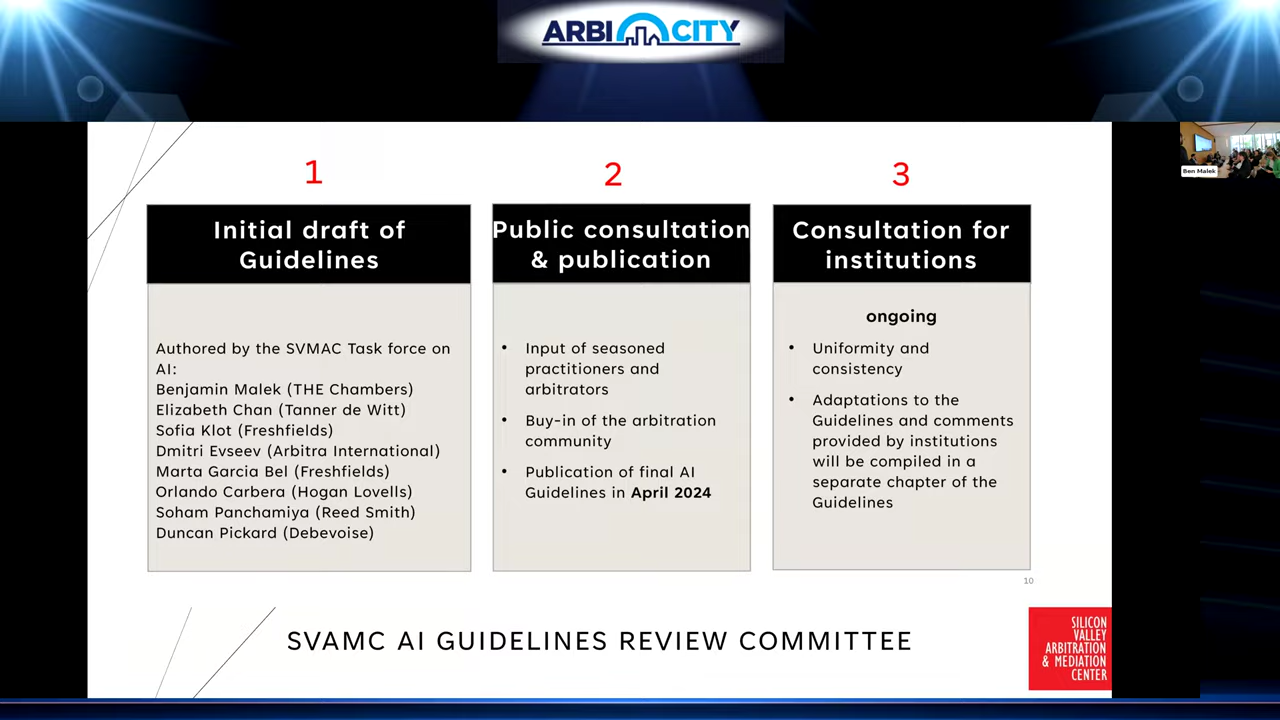 ARBI CITY
Ben Malek
1
Initial draft of
Guidelines
Authored by the SVMAC Task force on
AI:
Benjamin Malek (THE Chambers)
Elizabeth Chan (Tanner de Witt)
Sofia Klot (Freshfields)
Dmitri Evseev (Arbitra International)
Marta Garcia Bel (Freshfields)
Orlando Carbera (Hogan Lovells)
Soham Panchamiya (Reed Smith)
Duncan Pickard (Debevoise)
2
Public consultation
& publication
• Input of seasoned
practitioners and
arbitrators
• Buy-in of the arbitration
community
• Publication of final AI
Guidelines in April 2024
3
Consultation for
institutions
ongoing
• Uniformity and
consistency
• Adaptations to the
Guidelines and comments
provided by institutions
will be compiled in a
separate chapter of the
Guidelines
10
SVAMC AI GUIDELINES REVIEW COMMITTEE
SILICON
VALLEY
ARBITRATION
& MEDIATION
CENTER